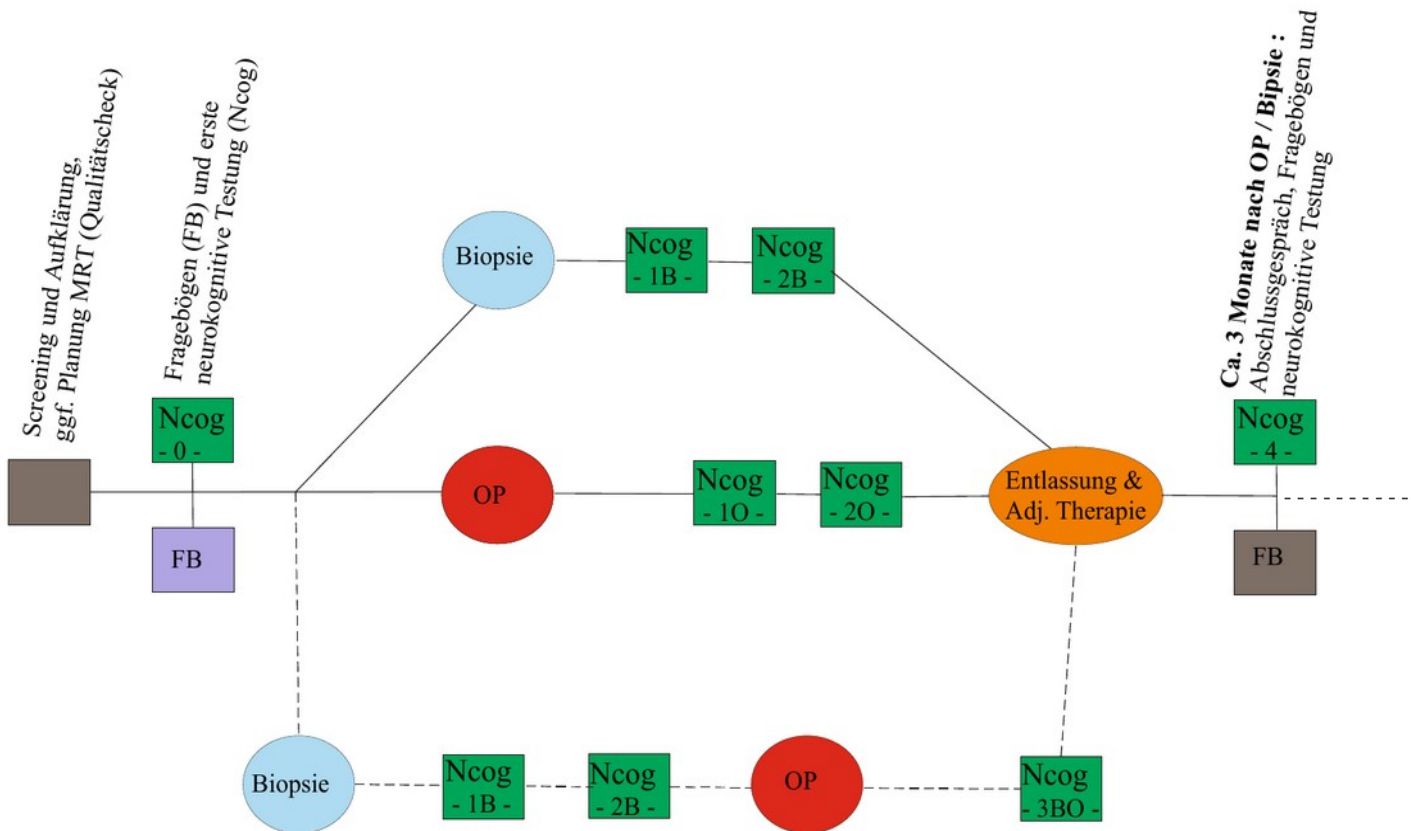 Screening und Aufklärung,
ggf. Planung MRT (Qualitätscheck)
Fragebögen (FB) und erste
neurokognitive Testung (Ncog)
Ca. 3 Monate nach OP / Bipsie :
Abschlussgespräch, Fragebögen und
neurokognitive Testung
Biopsie
Ncog
- 1B -
Ncog
- 2B -
Ncog
- 0 -
FB
OP
Ncog
- 1O -
Ncog
- 2O -
Entlassung &
Adj. Therapie
Ncog
- 4 -
FB
Biopsie
Ncog
- 1B -
Ncog
- 2B -
OP
Ncog
- 3BO -